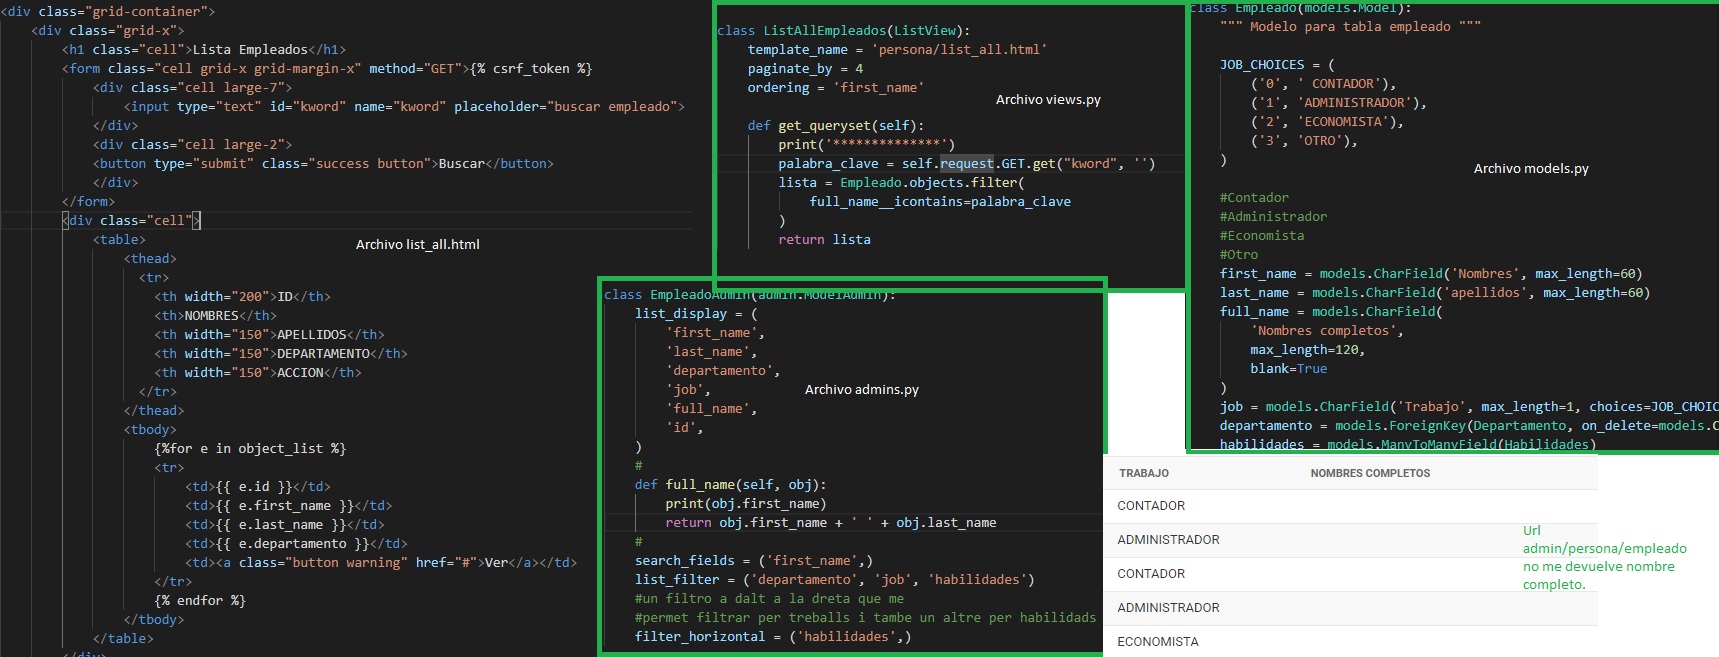 <div class="grid-container">
<div class="grid-x">
<h1 class="cell">Lista Empleados</h1>
<form class="cell grid-x grid-margin-x" method="GET">{% csrf_token %}
<div class="cell large-7">
<input type="text" id="kword" name="kword" placeholder="buscar empleado">
</div>
<div class="cell large-2">
<button type="submit" class="success button">Buscar</button>
</div>
</form>
<div class="cell">
<table>
Archivo list_all.html
<thead>
<tr>
<th width="200">ID</th>
<th>NOMBRES</th>
<th width="150">APELLIDOS</th>
<th width="150">DEPARTAMENTO</th>
<th width="150">ACCION</th>
</tr>
</thead>
<tbody>
{%for e in object_list %}
<tr>
<td>{{ e.id }}</td>
<td>{{ e.first_name }}</td>
<td>{{ e.last_name }}</td>
<td>{{ e.departamento }}</td>
<td><a class="button warning" href="#">Ver</a></td>
</tr>
{% endfor %}
</tbody>
</table>
</div>
class ListAllEmpleados(ListView):
template_name = 'persona/list_all.html'
paginate_by = 4
ordering = 'first_name'
Archivo views.py
def get_queryset(self):
print('**************')
palabra_clave = self.request.GET.get("kword", '')
lista = Empleado.objects.filter(
full_name__icontains=palabra_clave
)
return lista
class EmpleadoAdmin(admin.ModelAdmin):
list_display = (
'first_name',
'last_name',
'departamento',
'job',
Archivo admins.py
'full_name',
'id',
)
#
def full_name(self, obj):
print(obj.first_name)
return obj.first_name + ' ' + obj.last_name
#
search_fields = ('first_name',)
list_filter = ('departamento', 'job', 'habilidades')
#un filtro a dalt a la dreta que me
#permet filtrar per treballs i tambe un altre per habilidads
filter_horizontal = ('habilidades',)
class Empleado(models.Model):
""" Modelo para tabla empleado """
JOB_CHOICES = (
('0', ' CONTADOR'),
('1', 'ADMINISTRADOR'),
('2', 'ECONOMISTA'),
('3', 'OTRO'),
)
Archivo models.py
#Contador
#Administrador
#Economista
#Otro
first_name = models.CharField('Nombres', max_length=60)
last_name = models.CharField('apellidos', max_length=60)
full_name = models.CharField(
'Nombres completos',
max_length=120,
blank=True
)
job = models.CharField('Trabajo', max_length=1, choices=JOB_CHOIC
departamento = models.ForeignKey(Departamento, on_delete=models.C
habilidades = models.ManyToManyField(Habilidades)
TRABAJO NOMBRES COMPLETOS
CONTADOR
ADMINISTRADOR
CONTADOR
ADMINISTRADOR
ECONOMISTA
Url
admin/persona/empleado
no me devuelve nombre
completo.